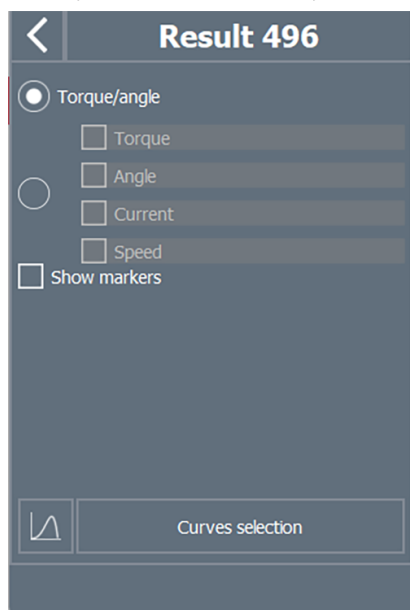 Result 496
Torque/angle
Torque
Angle
Current
Speed
Show markers
Curves selection